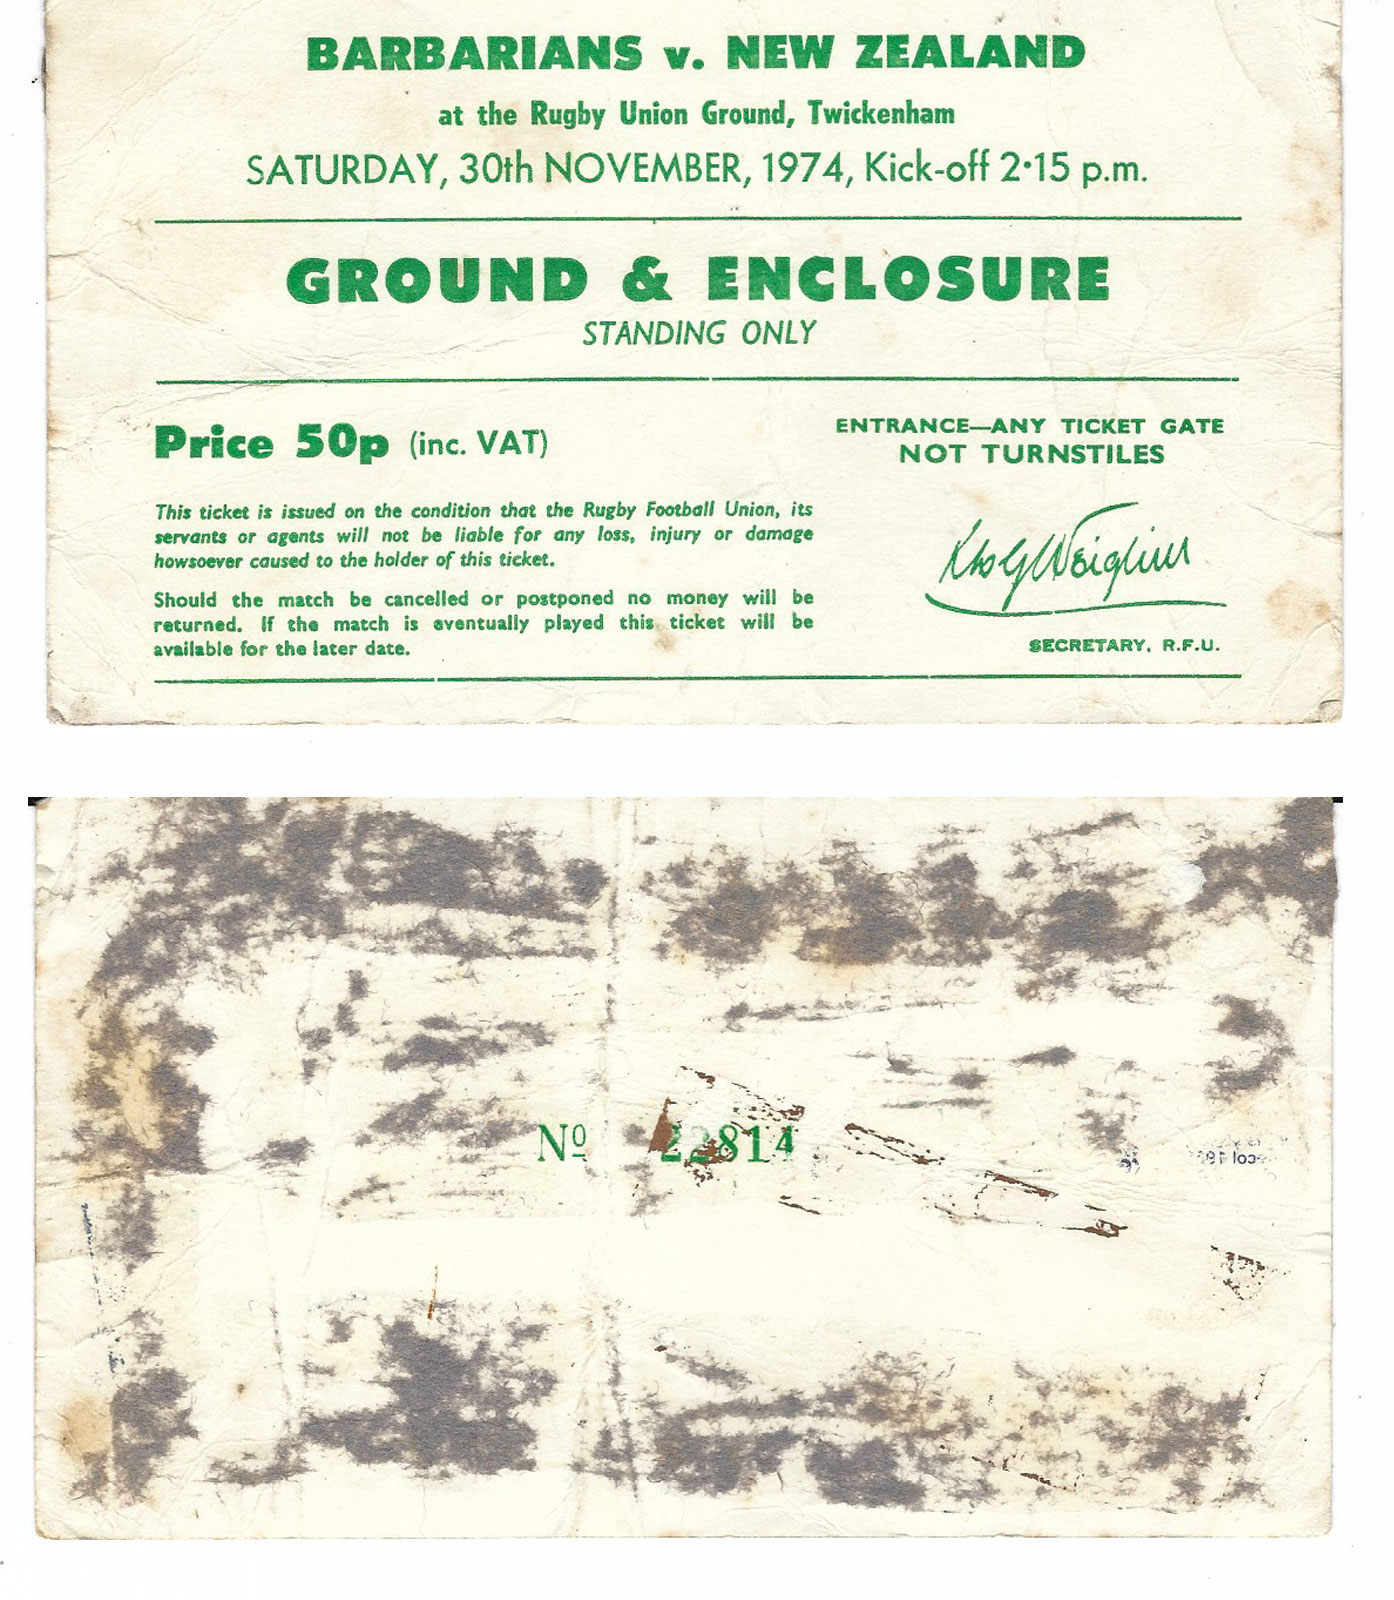 BARBARIANS v. NEW ZEALAND
at the Rugby Union Ground, Twickenham
SATURDAY, 30th NOVEMBER, 1974, Kick-off 2·15 p.m.
GROUND & ENCLOSURE
STANDING ONLY
Price 50p (inc. VAT)
This ticket is issued on the condition that the Rugby Football Union, its
servants or agents will not be liable for any loss, injury or damage
howsoever caused to the holder of this ticket.
Should the match be cancelled or postponed no money will be
returned. If the match is eventually played this ticket will be
available for the later date.
ENTRANCE—ANY TICKET GATE
NOT TURNSTILES
SECRETARY, R.F.U.
Nº 22814